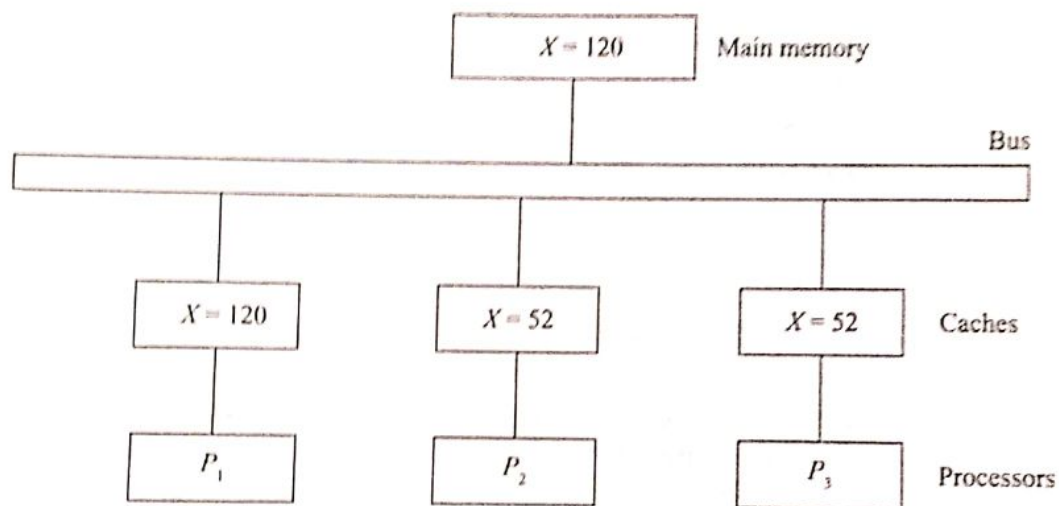 X = 120 Main memory
Bus
X = 120 X = 52 X = 52 Caches
P₁ P₂ P₃ Processors